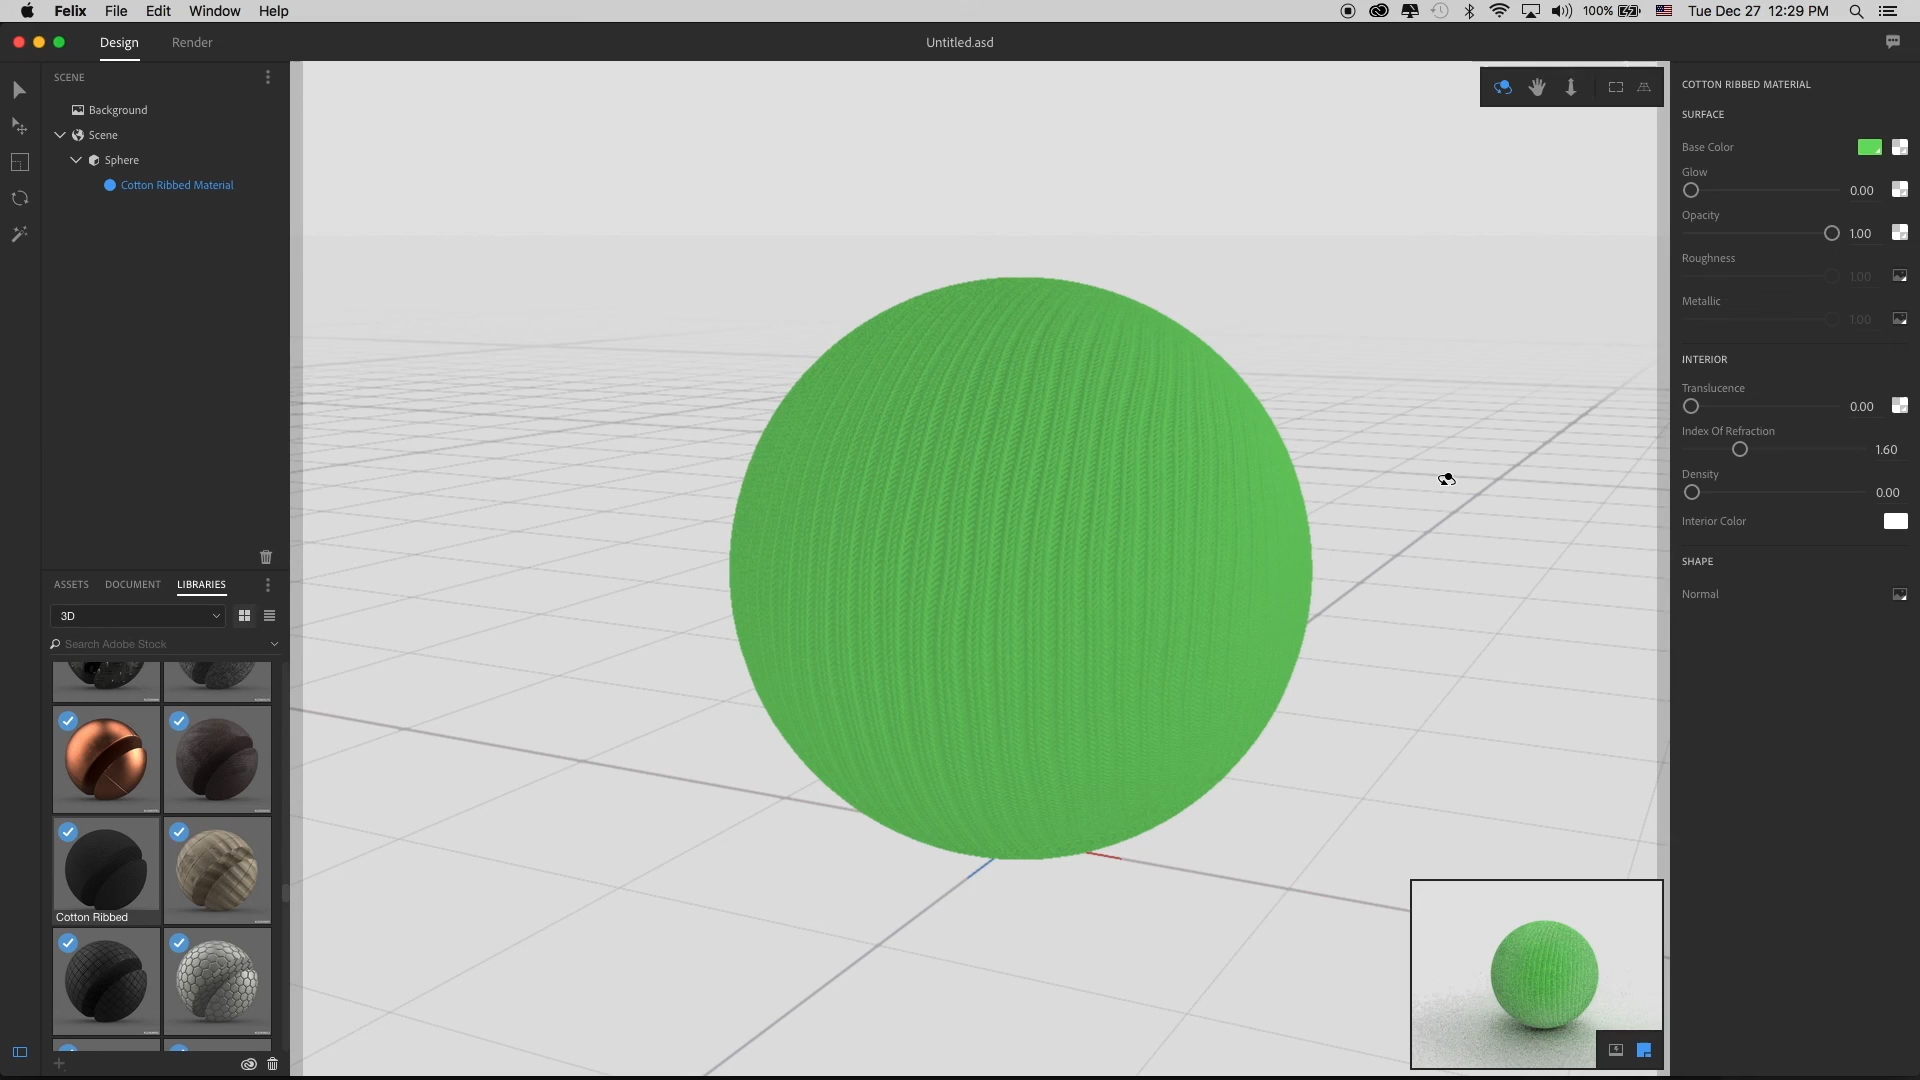 Felix File Edit Window Help
100%
Tue Dec 27 12:29 PM
Design
Render
Untitled.asd
SCENE
Background
Scene
Sphere
Cotton Ribbed Material
ASSETS
DOCUMENT
LIBRARIES
3D
Search Adobe Stock
Cotton Ribbed
COTTON RIBBED MATERIAL
SURFACE
Base Color
Glow
0.00
Opacity
1.00
Roughness
1.00
Metallic
1.00
INTERIOR
Translucence
0.00
Index Of Refraction
1.60
Density
0.00
Interior Color
SHAPE
Normal